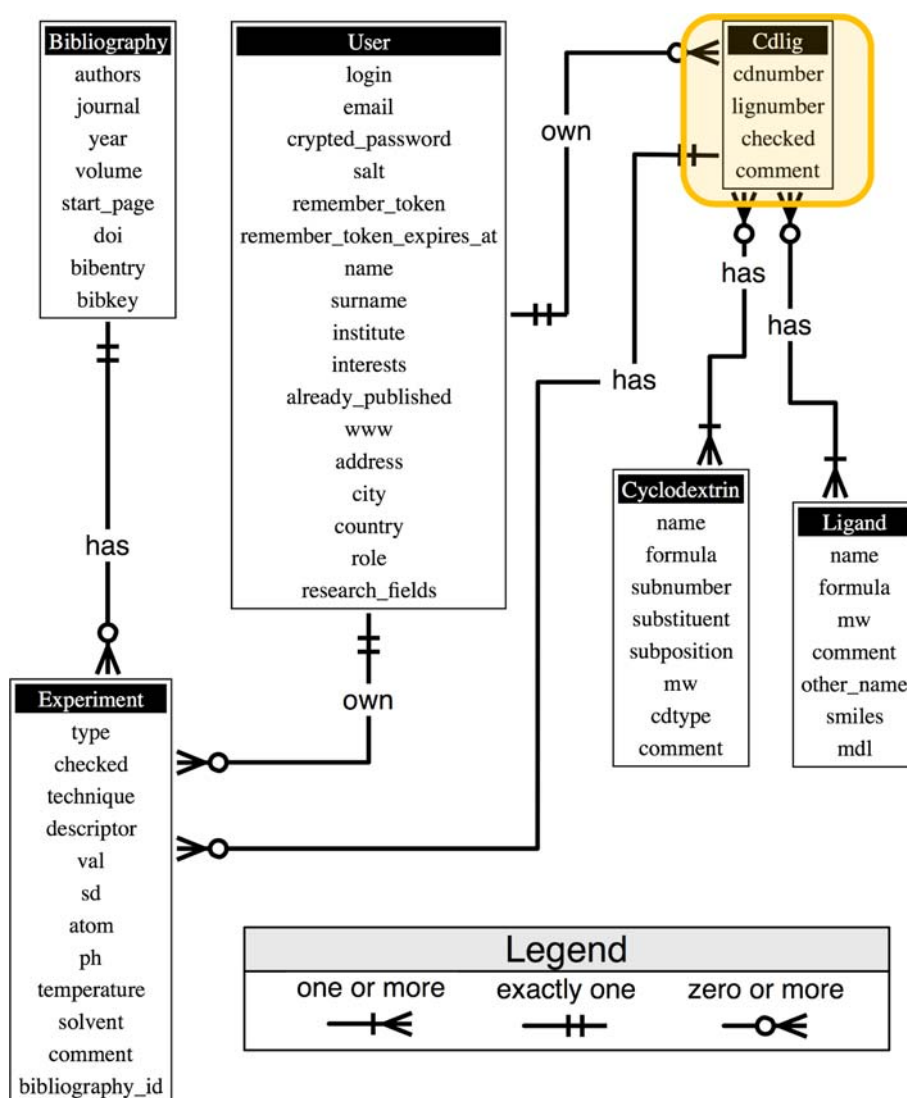 Bibliography
authors
journal
year
volume
start_page
doi
bibentry
bibkey
User
login
email
crypted_password
salt
remember_token
remember_token_expires_at
name
surname
institute
interests
already_published
www
address
city
country
role
research_fields
Cdlig
cdnumber
lignumber
checked
comment
own
has
has
has
Cyclodextrin
name
formula
subnumber
substituent
subposition
mw
cdtype
comment
Ligand
name
formula
mw
comment
other_name
smiles
mdl
has
own
Experiment
type
checked
technique
descriptor
val
sd
atom
ph
temperature
solvent
comment
bibliography_id
Legend
one or more
exactly one
zero or more